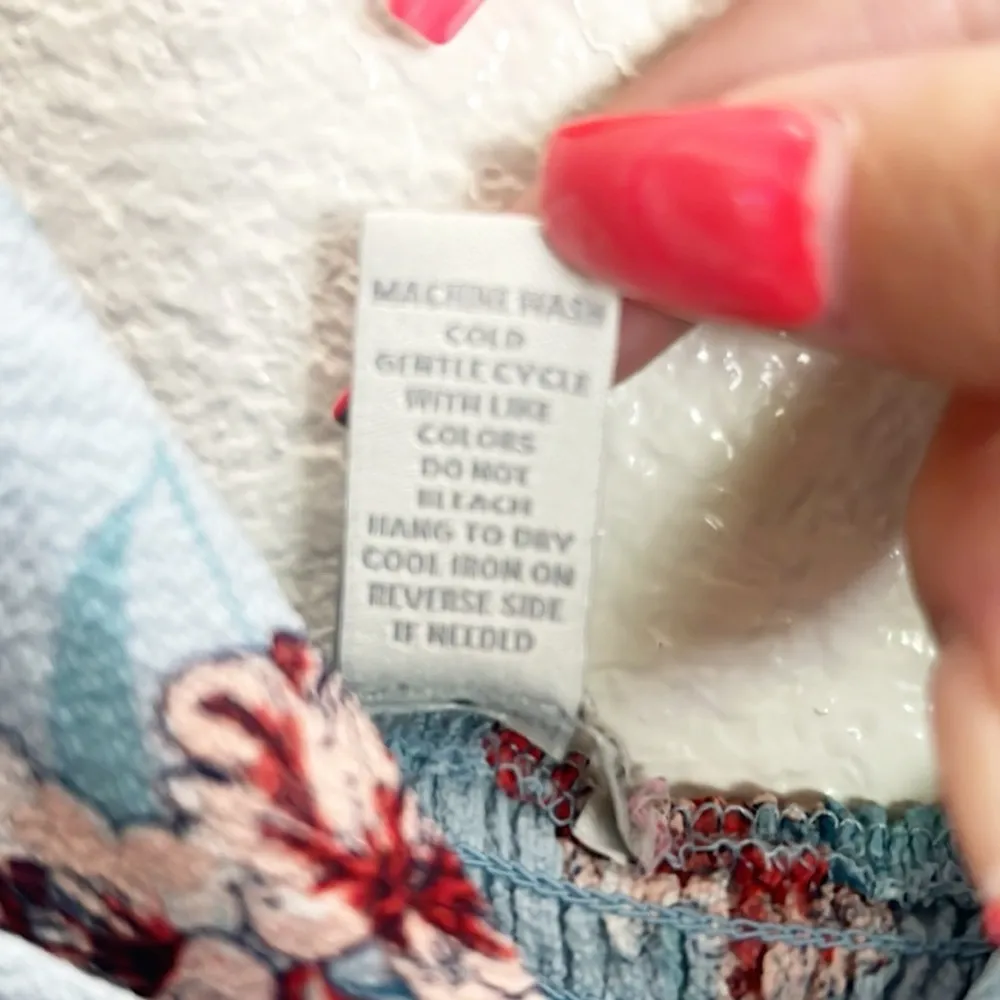 MACHINE WASH
COLD
GENTLE CYCLE
WITH LIKE
COLORS
DO NOT
BLEACH
HANG TO DRY
COOL IRON ON
REVERSE SIDE
IF NEEDED